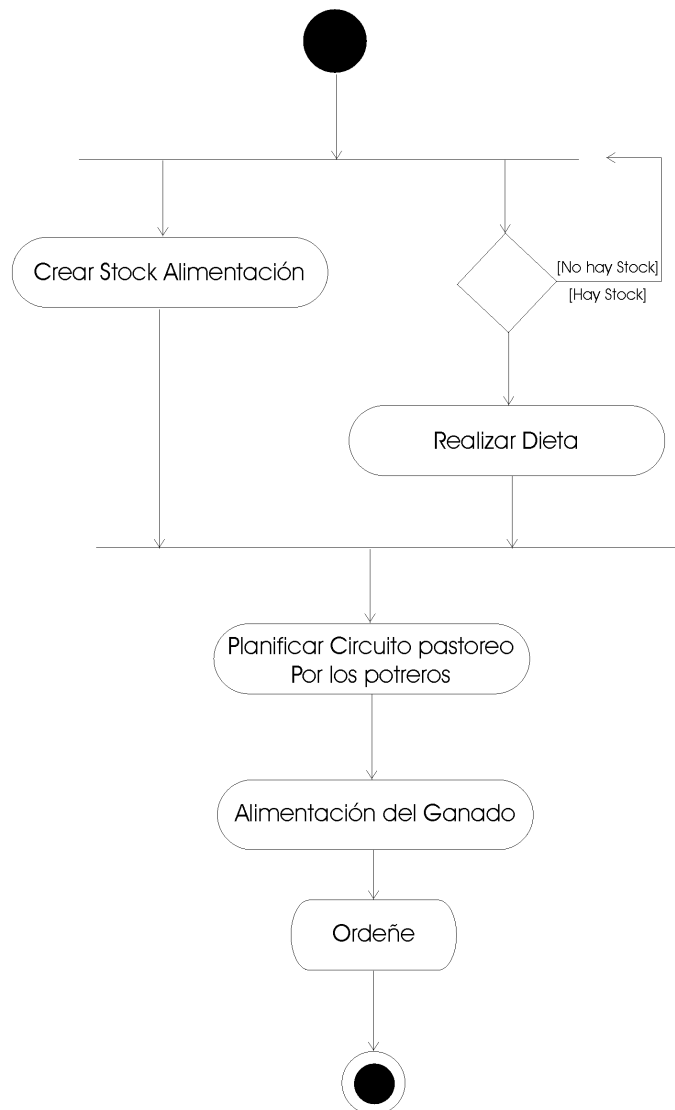 Crear Stock Alimentación
[No hay Stock]
[Hay Stock]
Realizar Dieta
Planificar Circuito pastoreo
Por los potreros
Alimentación del Ganado
Ordeñe